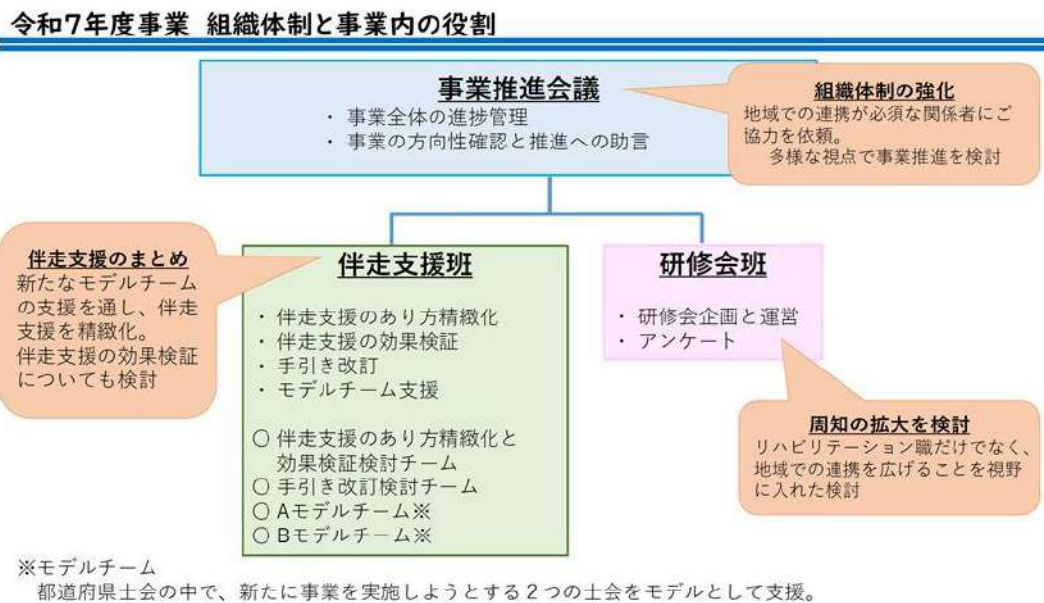 令和7年度事業 組織体制と事業内の役割
事業推進会議
・ 事業全体の進捗管理
・ 事業の方向性確認と推進への助言
組織体制の強化
地域での連携が必須な関係者にご
協力を依頼。
多様な視点で事業推進を検討
伴走支援のまとめ
新たなモデルチーム
の支援を通し、伴走
支援を精緻化。
伴走支援の効果検証
についても検討
伴走支援班
・ 伴走支援のあり方精緻化
・ 伴走支援の効果検証
・ 手引き改訂
・ モデルチーム支援
〇 伴走支援のあり方精緻化と
効果検証検討チーム
〇 手引き改訂検討チーム
〇 Aモデルチーム※
〇 Bモデルチーム※
研修会班
・ 研修会企画と運営
・ アンケート
周知の拡大を検討
リハビリテーション職だけでなく、
地域での連携を広げることを視野
に入れた検討
※モデルチーム
都道府県士会の中で、新たに事業を実施しようとする２つの士会をモデルとして支援。